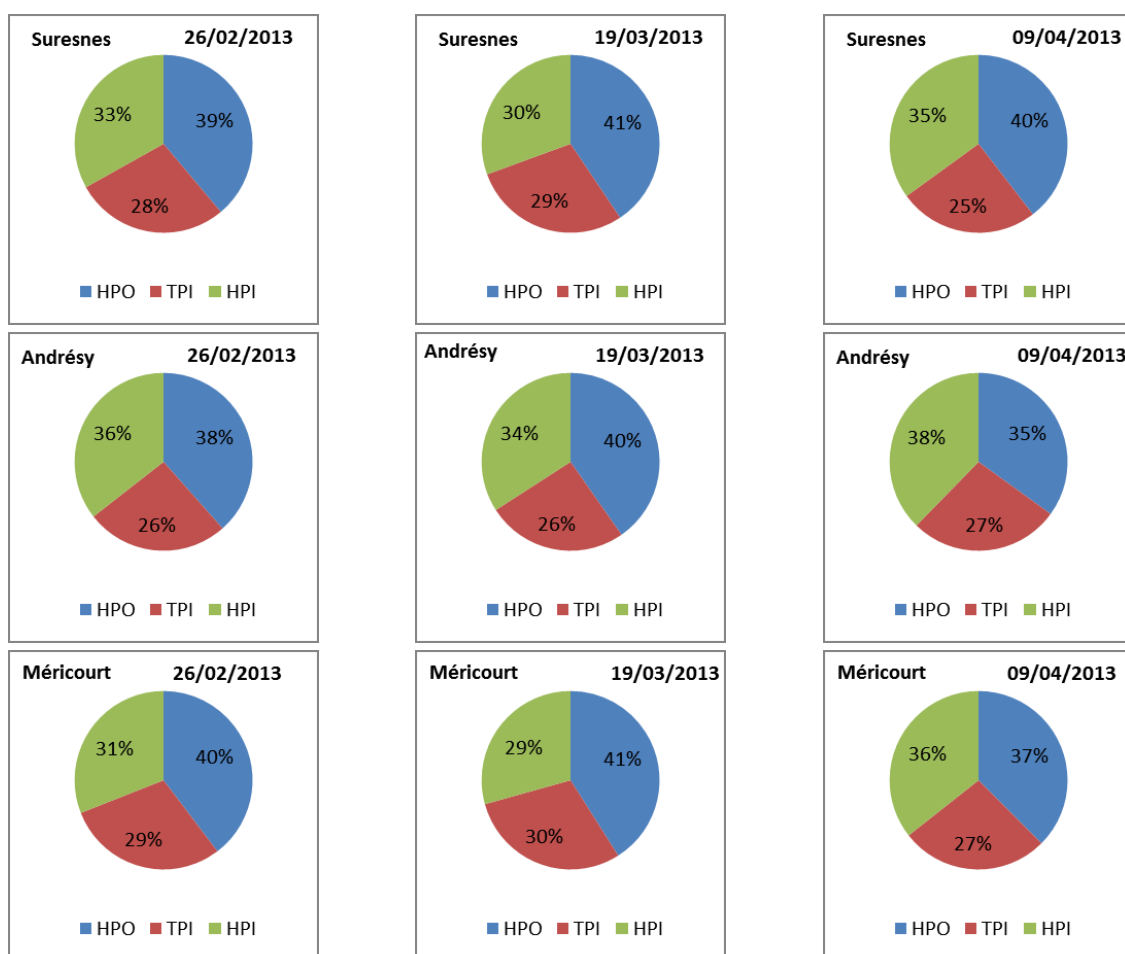 Suresnes 26/02/2013
33% 39%
28%
HPO TPI HPI
Suresnes 19/03/2013
30% 41%
29%
HPO TPI HPI
Suresnes 09/04/2013
35% 40%
25%
HPO TPI HPI
Andrésy 26/02/2013
36% 38%
26%
HPO TPI HPI
Andrésy 19/03/2013
34% 40%
26%
HPO TPI HPI
Andrésy 09/04/2013
38% 35%
27%
HPO TPI HPI
Méricourt 26/02/2013
31% 40%
29%
HPO TPI HPI
Méricourt 19/03/2013
29% 41%
30%
HPO TPI HPI
Méricourt 09/04/2013
36% 37%
27%
HPO TPI HPI